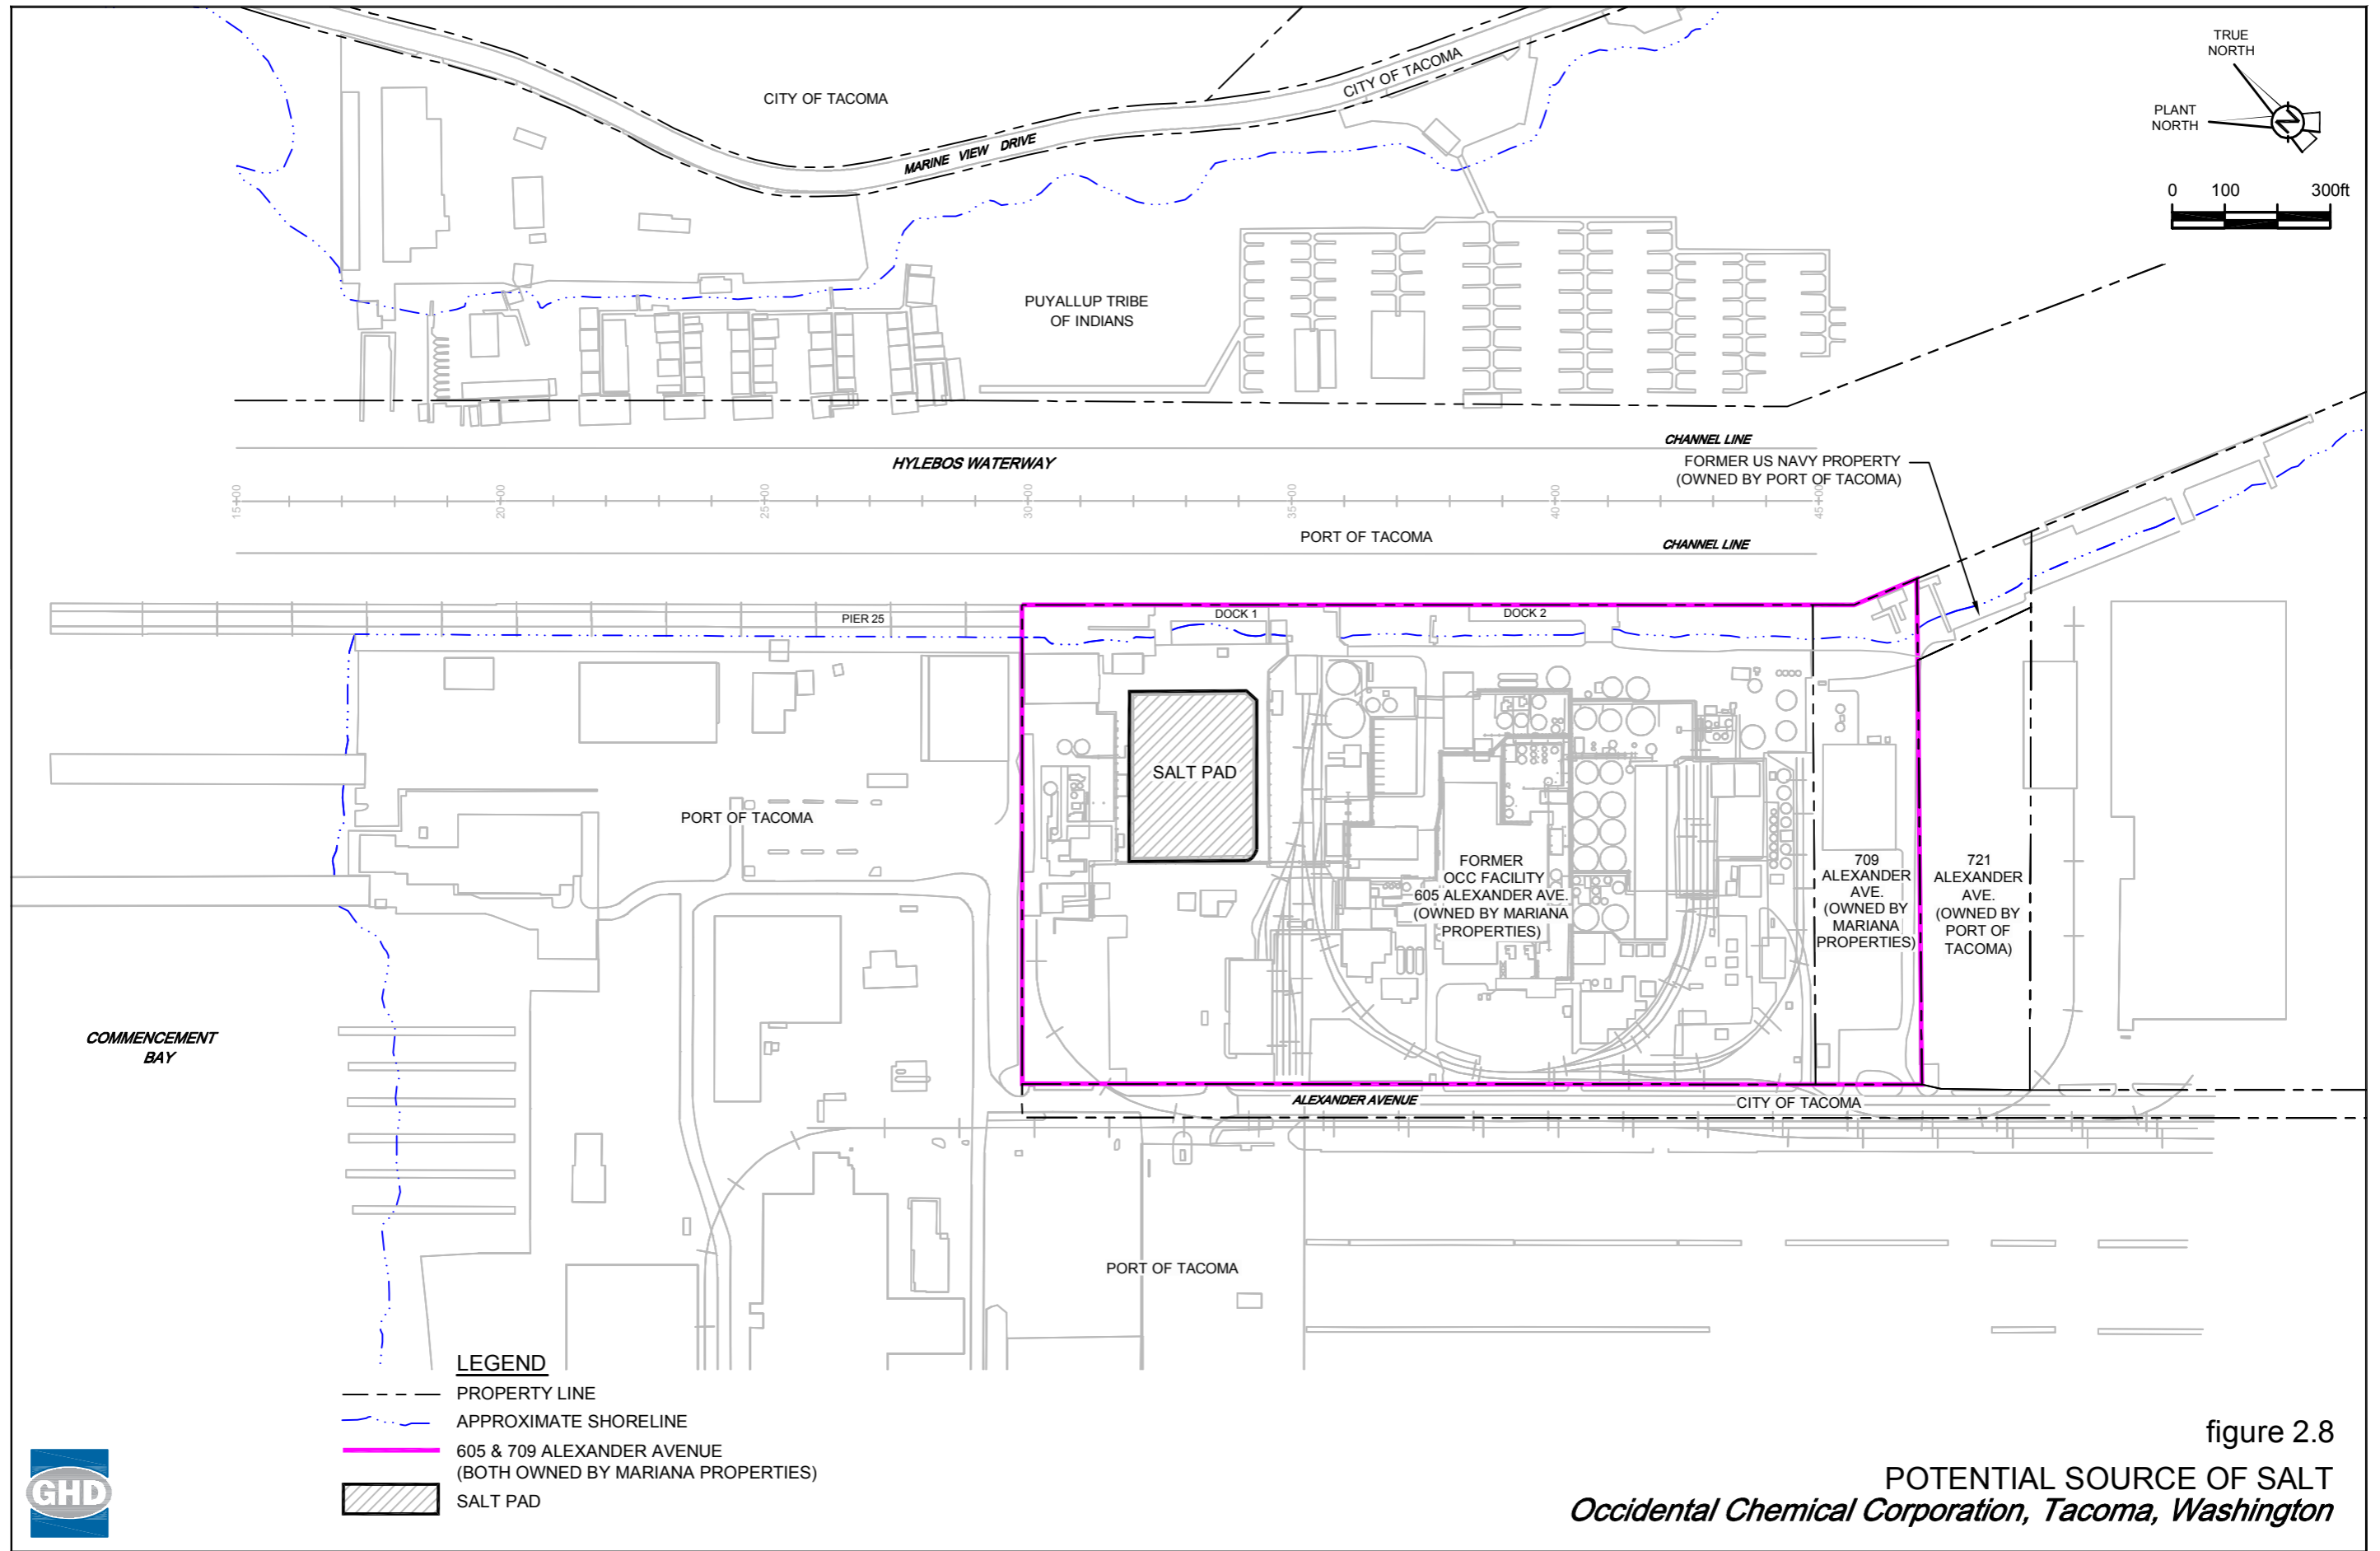 TRUE
NORTH
PLANT
NORTH
N
0 100 300ft
CITY OF TACOMA
CITY OF TACOMA
MARINE VIEW DRIVE
PUYALLUP TRIBE
OF INDIANS
CHANNEL LINE
HYLEBOS WATERWAY
FORMER US NAVY PROPERTY
(OWNED BY PORT OF TACOMA)
15+00
20+00
25+00
30+00
35+00
40+00
45+00
PORT OF TACOMA
CHANNEL LINE
PIER 25
DOCK 1
DOCK 2
SALT PAD
PORT OF TACOMA
FORMER
OCC FACILITY
605 ALEXANDER AVE.
(OWNED BY MARIANA
PROPERTIES)
709
ALEXANDER
AVE.
(OWNED BY
MARIANA
PROPERTIES)
721
ALEXANDER
AVE.
(OWNED BY
PORT OF
TACOMA)
COMMENCEMENT
BAY
ALEXANDER AVENUE
CITY OF TACOMA
PORT OF TACOMA
LEGEND
PROPERTY LINE
APPROXIMATE SHORELINE
605 & 709 ALEXANDER AVENUE
(BOTH OWNED BY MARIANA PROPERTIES)
SALT PAD
GHD
figure 2.8
POTENTIAL SOURCE OF SALT
Occidental Chemical Corporation, Tacoma, Washington